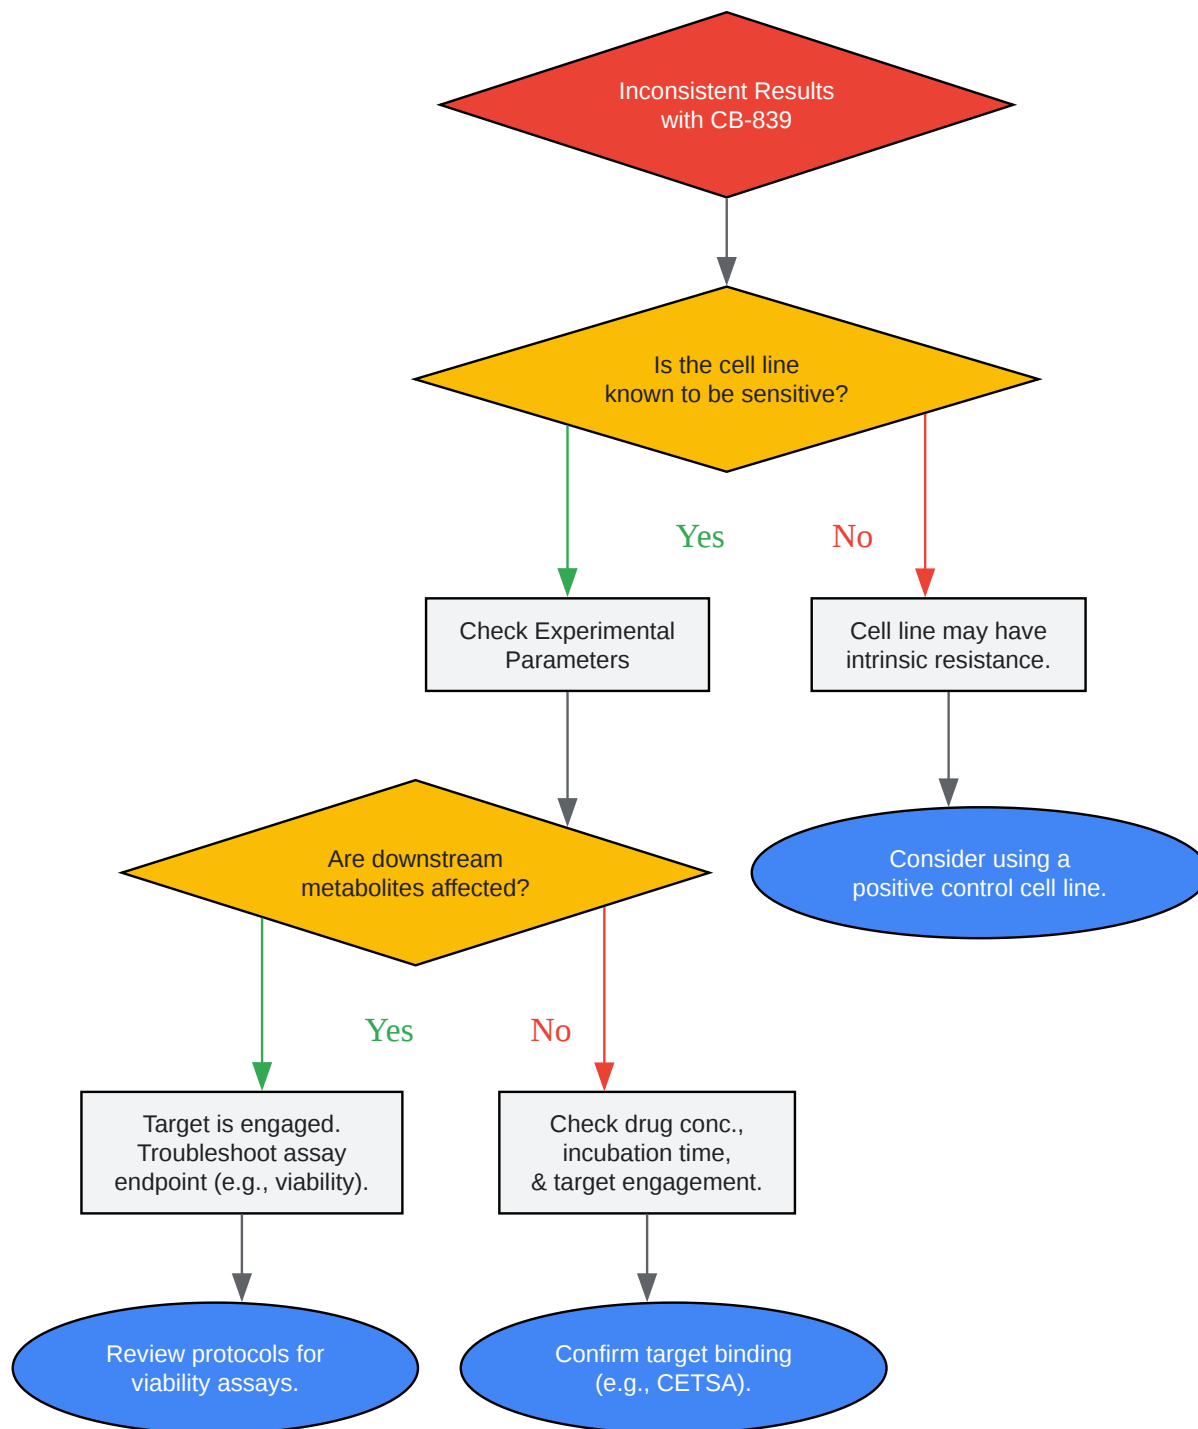 Inconsistent Results
with CB-839
Is the cell line
known to be sensitive?
Yes
No
Check Experimental
Parameters
Cell line may have
intrinsic resistance.
Are downstream
metabolites affected?
Consider using a
positive control cell line.
Yes
No
Target is engaged.
Troubleshoot assay
endpoint (e.g., viability).
Check drug conc.,
incubation time,
& target engagement.
Review protocols for
viability assays.
Confirm target binding
(e.g., CETSA).